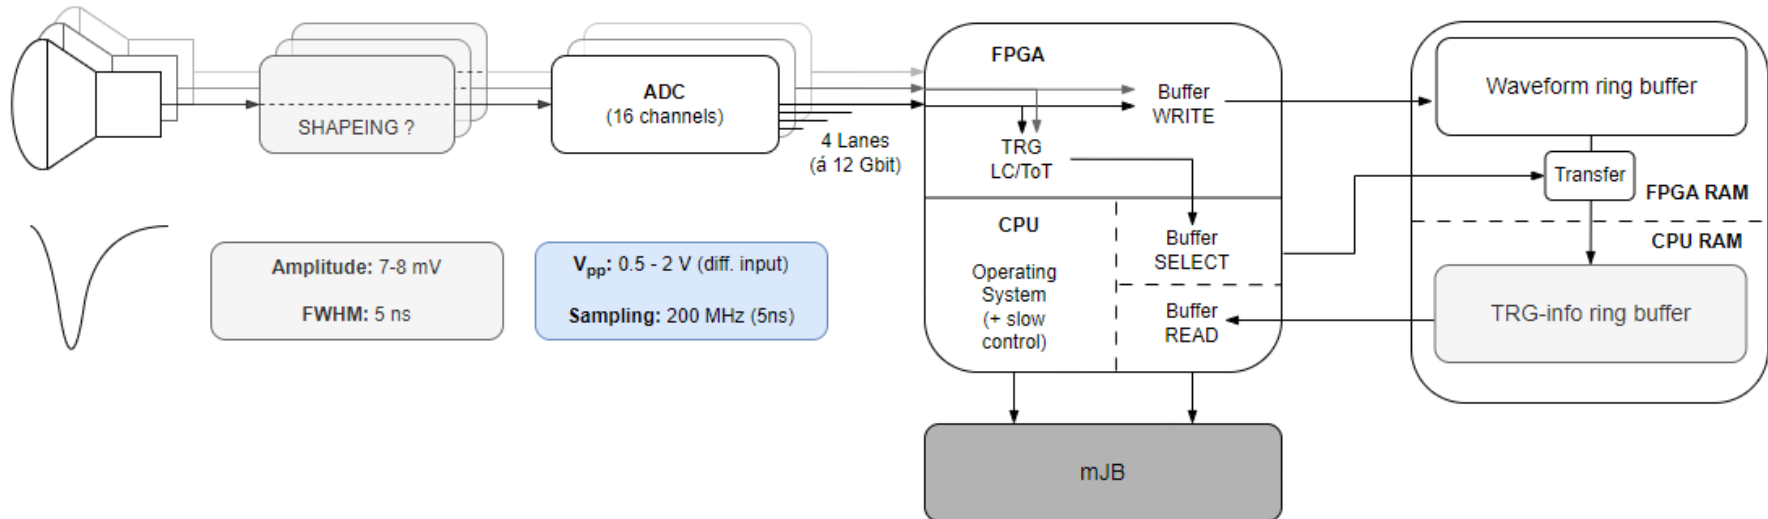 SHAPEING ?
ADC
(16 channels)
4 Lanes
(á 12 Gbit)
FPGA
Buffer
WRITE
TRG
LC/ToT
CPU
Operating
System
(+ slow
control)
Buffer
SELECT
Buffer
READ
Waveform ring buffer
Transfer
FPGA RAM
CPU RAM
TRG-info ring buffer
Amplitude: 7-8 mV
FWHM: 5 ns
Vpp: 0.5 - 2 V (diff. input)
Sampling: 200 MHz (5ns)
mJB